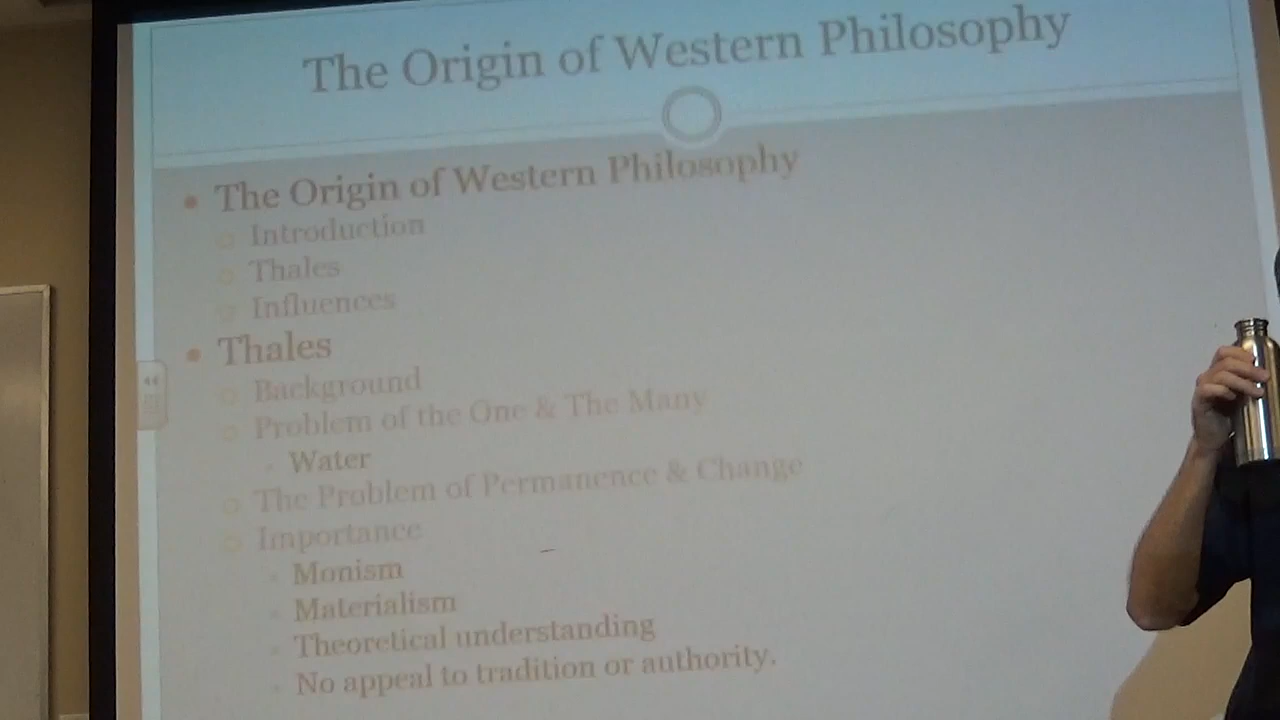 The Origin of Western Philosophy
The Origin of Western Philosophy
Introduction
Thales
Influences
Thales
Background
Problem of the One & The Many
Water
The Problem of Permanence & Change
Importance
Monism
Materialism
Theoretical understanding
No appeal to tradition or authority.